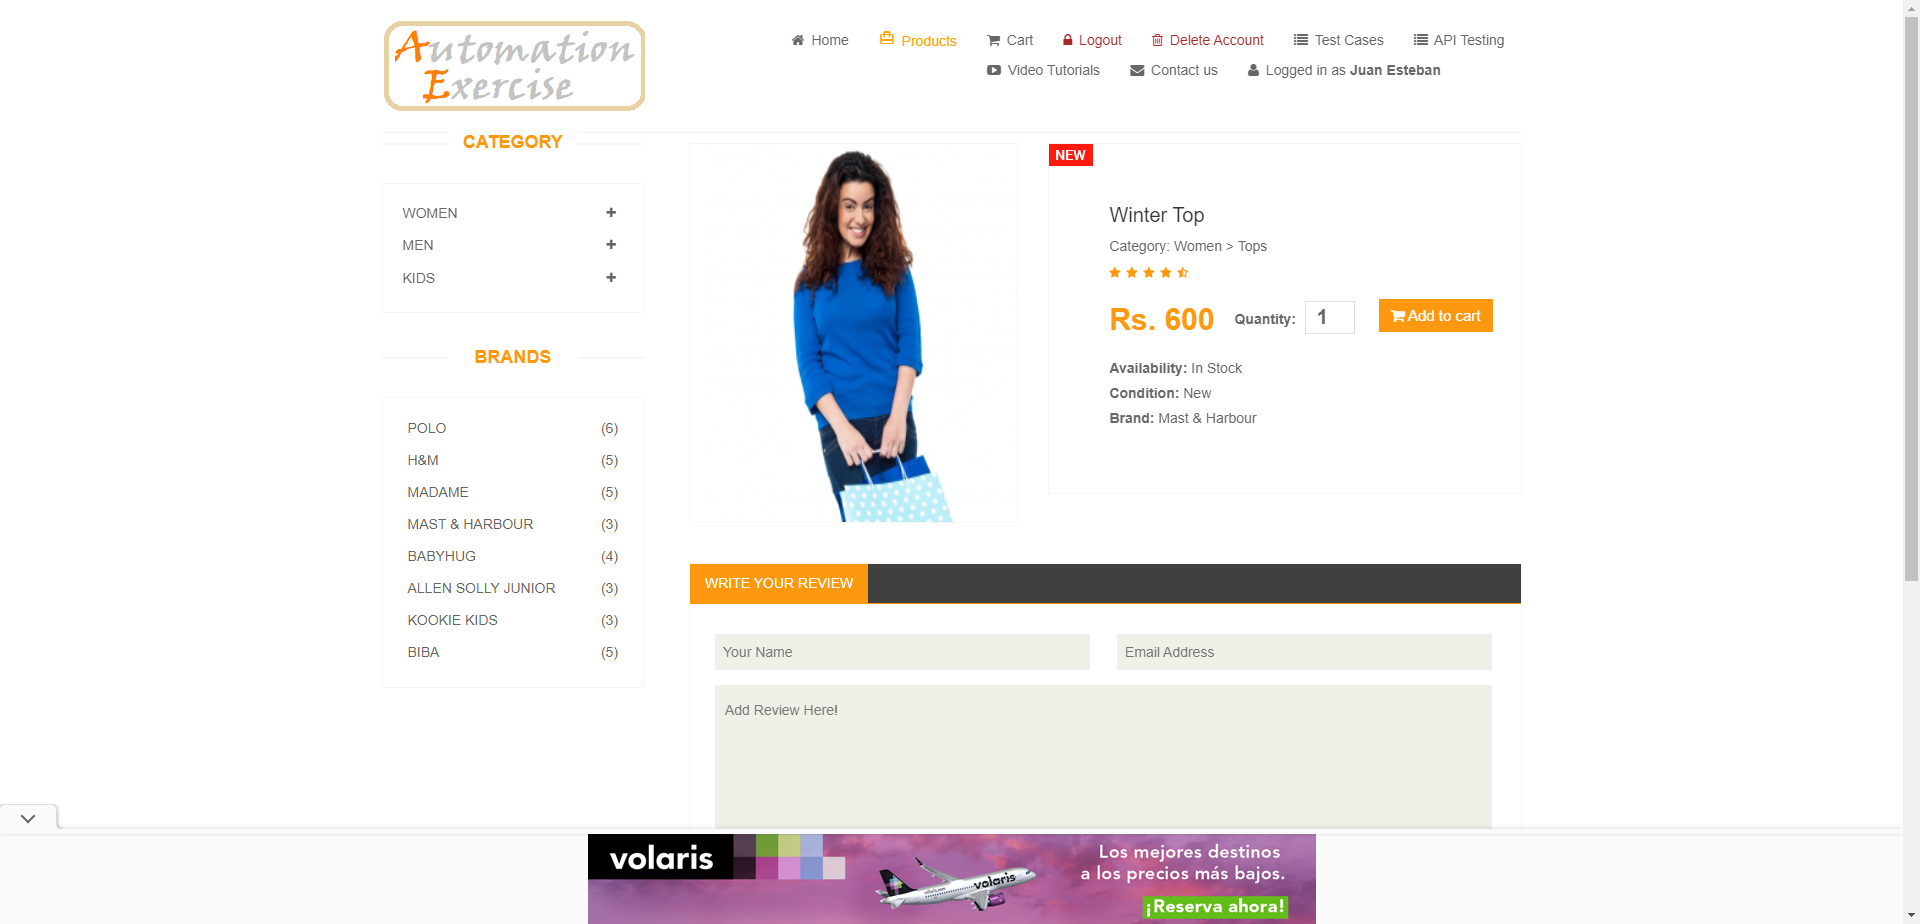 Automation
Exercise
Home
Products
Cart
Logout
Delete Account
Test Cases
API Testing
Video Tutorials
Contact us
Logged in as Juan Esteban
CATEGORY
WOMEN
MEN
KIDS
BRANDS
POLO (6)
H&M (5)
MADAME (5)
MAST & HARBOUR (3)
BABYHUG (4)
ALLEN SOLLY JUNIOR (3)
KOOKIE KIDS (3)
BIBA (5)
NEW
Winter Top
Category: Women > Tops
Rs. 600
Quantity: 1
Add to cart
Availability: In Stock
Condition: New
Brand: Mast & Harbour
WRITE YOUR REVIEW
Your Name
Email Address
Add Review Here!
volaris
volaris
Los mejores destinos
a los precios más bajos.
¡Reserva ahora!